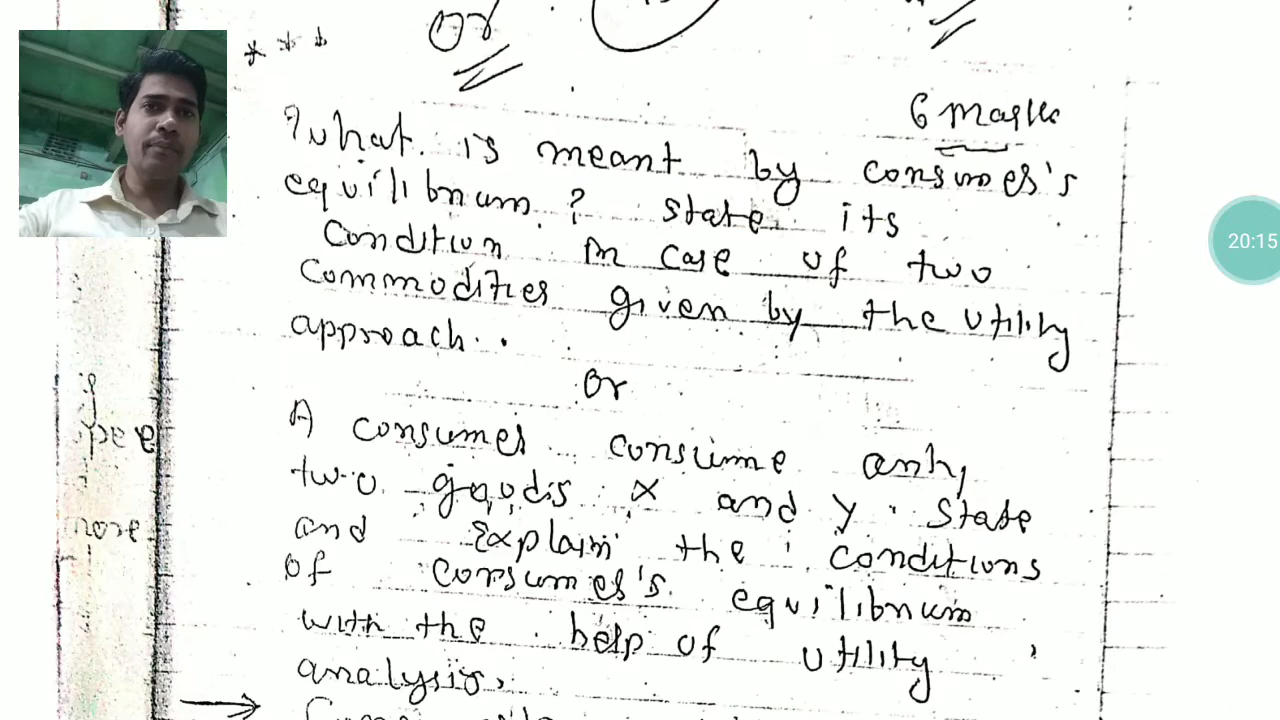 Or
6 Marks
What is meant by consumer's
equilibrium ? state its
Condition in case of two
Commodities given by the utility
approach.
Or
A consumer consume only
two goods X and Y. State
and Explain the conditions
of consumer's equilibrium
with the help of utility
analysis.
20:15